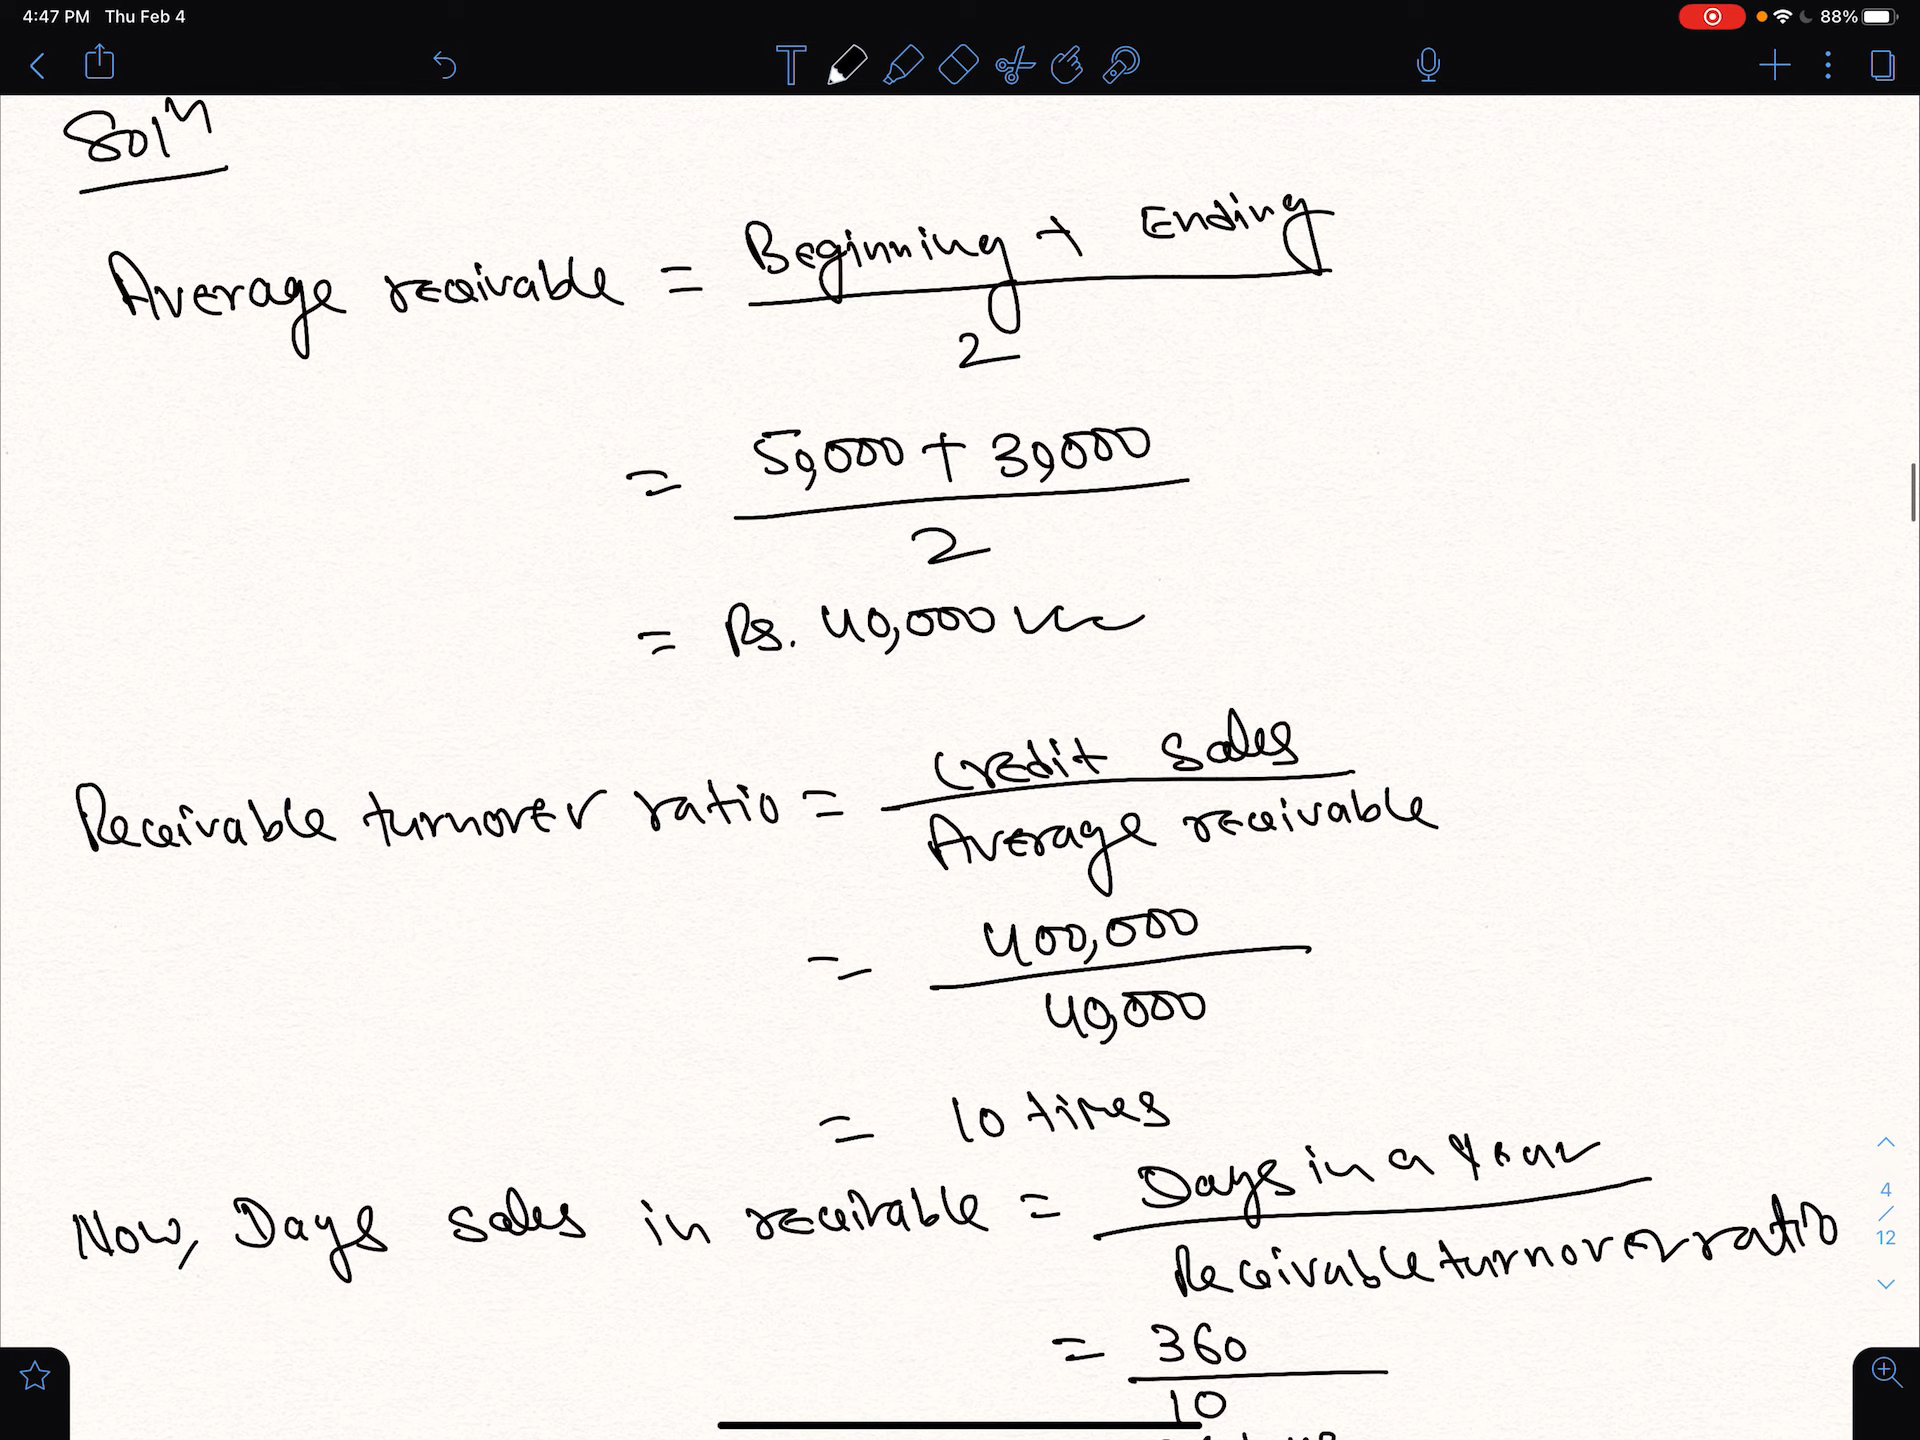 4:47 PM Thu Feb 4 88%
Solⁿ
Average receivable = Beginning + Ending
2
= 50,000 + 30,000
2
= Rs. 40,000
Receivable turnover ratio = Credit sales
Average receivable
= 400,000
40,000
= 10 times
Now, Days sales in receivable = Days in a Year
Receivable turnover ratio
= 360
10
4
/
12